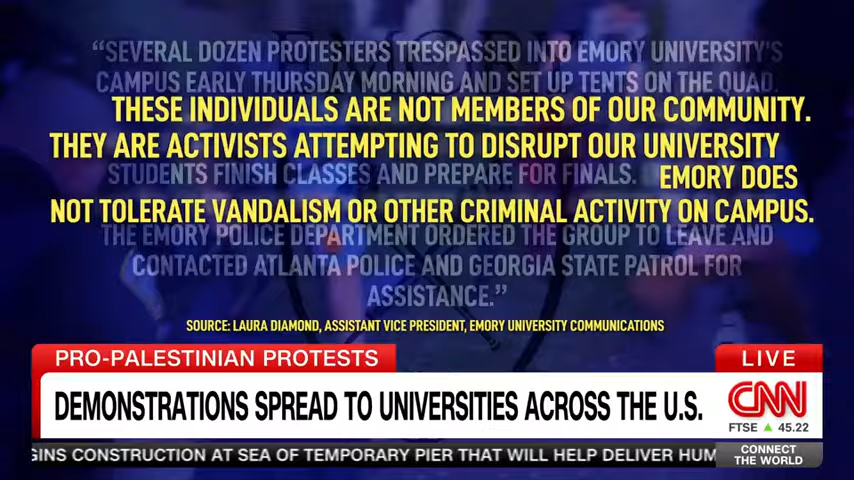 “SEVERAL DOZEN PROTESTERS TRESPASSED INTO EMORY UNIVERSITY'S
CAMPUS EARLY THURSDAY MORNING AND SET UP TENTS ON THE QUAD.
THESE INDIVIDUALS ARE NOT MEMBERS OF OUR COMMUNITY.
THEY ARE ACTIVISTS ATTEMPTING TO DISRUPT OUR UNIVERSITY
STUDENTS FINISH CLASSES AND PREPARE FOR FINALS. EMORY DOES
NOT TOLERATE VANDALISM OR OTHER CRIMINAL ACTIVITY ON CAMPUS.
THE EMORY POLICE DEPARTMENT ORDERED THE GROUP TO LEAVE AND
CONTACTED ATLANTA POLICE AND GEORGIA STATE PATROL FOR
ASSISTANCE.”
SOURCE: LAURA DIAMOND, ASSISTANT VICE PRESIDENT, EMORY UNIVERSITY COMMUNICATIONS
PRO-PALESTINIAN PROTESTS
LIVE
DEMONSTRATIONS SPREAD TO UNIVERSITIES ACROSS THE U.S.
CNN
FTSE ▲ 45.22
GINS CONSTRUCTION AT SEA OF TEMPORARY PIER THAT WILL HELP DELIVER HUM
CONNECT
THE WORLD